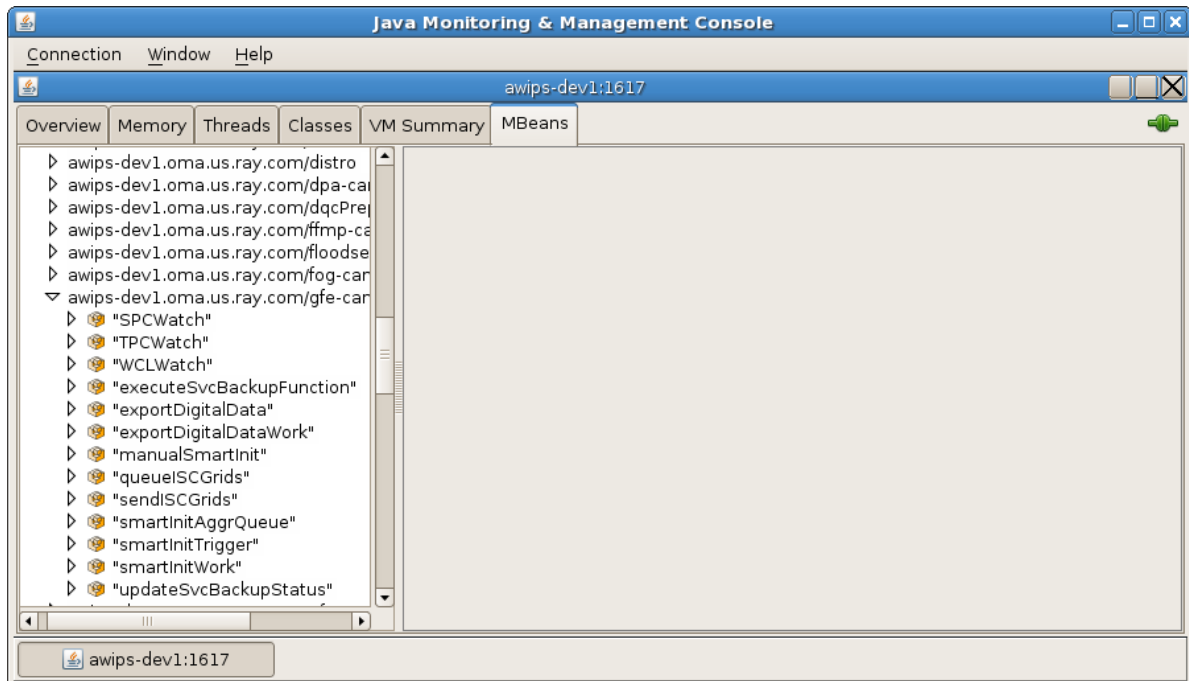 Java Monitoring & Management Console
Connection Window Help
awips-dev1:1617
Overview Memory Threads Classes VM Summary MBeans
awips-dev1.oma.us.ray.com/distro
awips-dev1.oma.us.ray.com/dpa-ca
awips-dev1.oma.us.ray.com/dqcPre
awips-dev1.oma.us.ray.com/ffmp-ca
awips-dev1.oma.us.ray.com/floodse
awips-dev1.oma.us.ray.com/fog-can
awips-dev1.oma.us.ray.com/gfe-can
"SPCWatch"
"TPCWatch"
"WCLWatch"
"executeSvcBackupFunction"
"exportDigitalData"
"exportDigitalDataWork"
"manualSmartInit"
"queueISCGrids"
"sendISCGrids"
"smartInitAggrQueue"
"smartInitTrigger"
"smartInitWork"
"updateSvcBackupStatus"
awips-dev1:1617